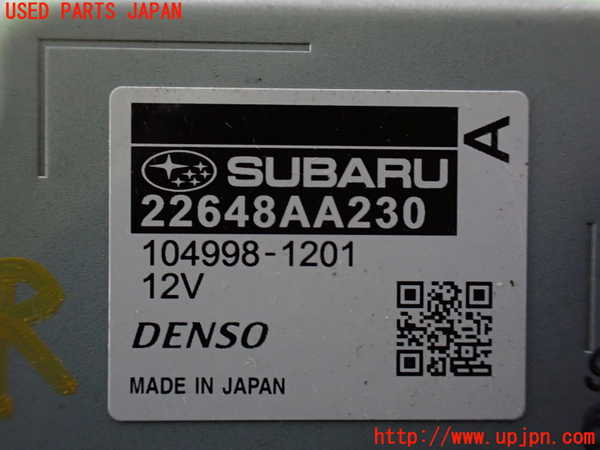 USED PARTS JAPAN
A
SUBARU
22648AA230
104998-1201
12V
DENSO
MADE IN JAPAN
R
http://www.upjpn.com